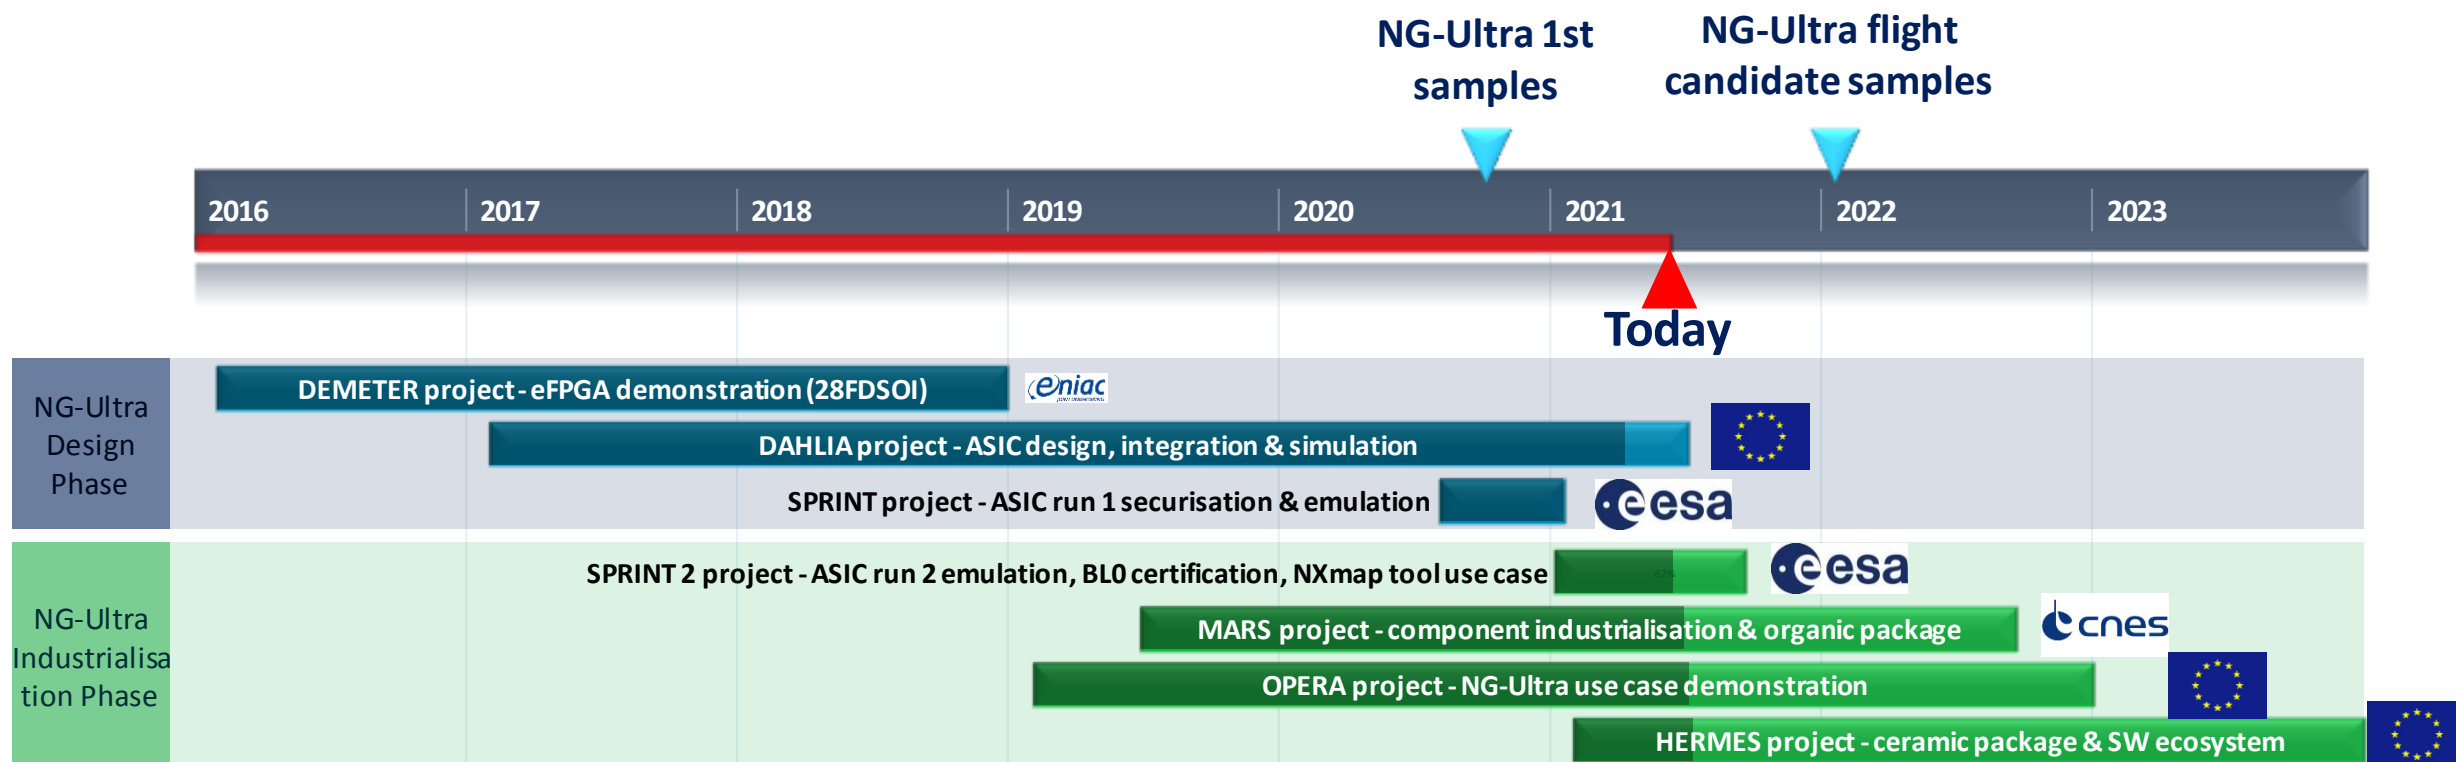 NG-Ultra 1st
samples
NG-Ultra flight
candidate samples
2016 2017 2018 2019 2020 2021 2022 2023
Today
NG-Ultra
Design
Phase
DEMETER project - eFPGA demonstration (28FDSOI)
eniac
DAHLIA project - ASIC design, integration & simulation
SPRINT project - ASIC run 1 securisation & emulation
esa
NG-Ultra
Industrialisa
tion Phase
SPRINT 2 project - ASIC run 2 emulation, BL0 certification, NXmap tool use case
62%
esa
MARS project - component industrialisation & organic package
cnes
OPERA project - NG-Ultra use case demonstration
HERMES project - ceramic package & SW ecosystem